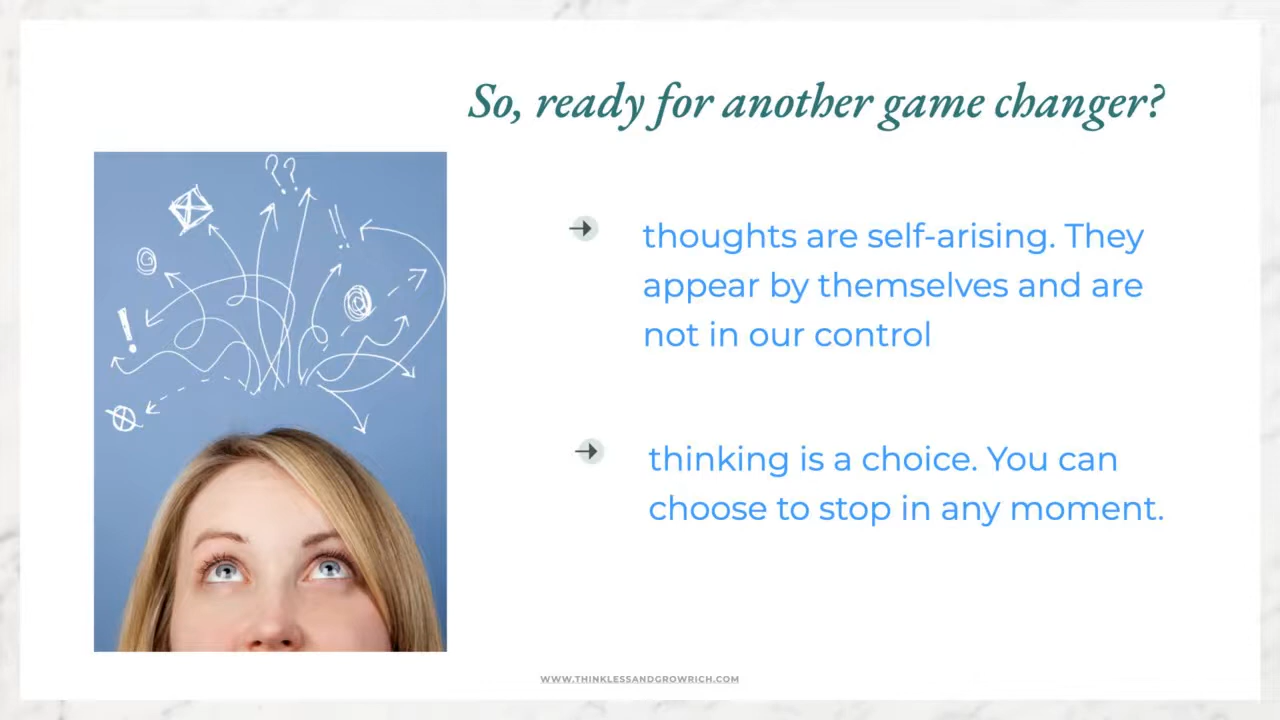 So, ready for another game changer?
??
!!
!
thoughts are self-arising. They
appear by themselves and are
not in our control
thinking is a choice. You can
choose to stop in any moment.
WWW.THINKLESSANDGROWRICH.COM